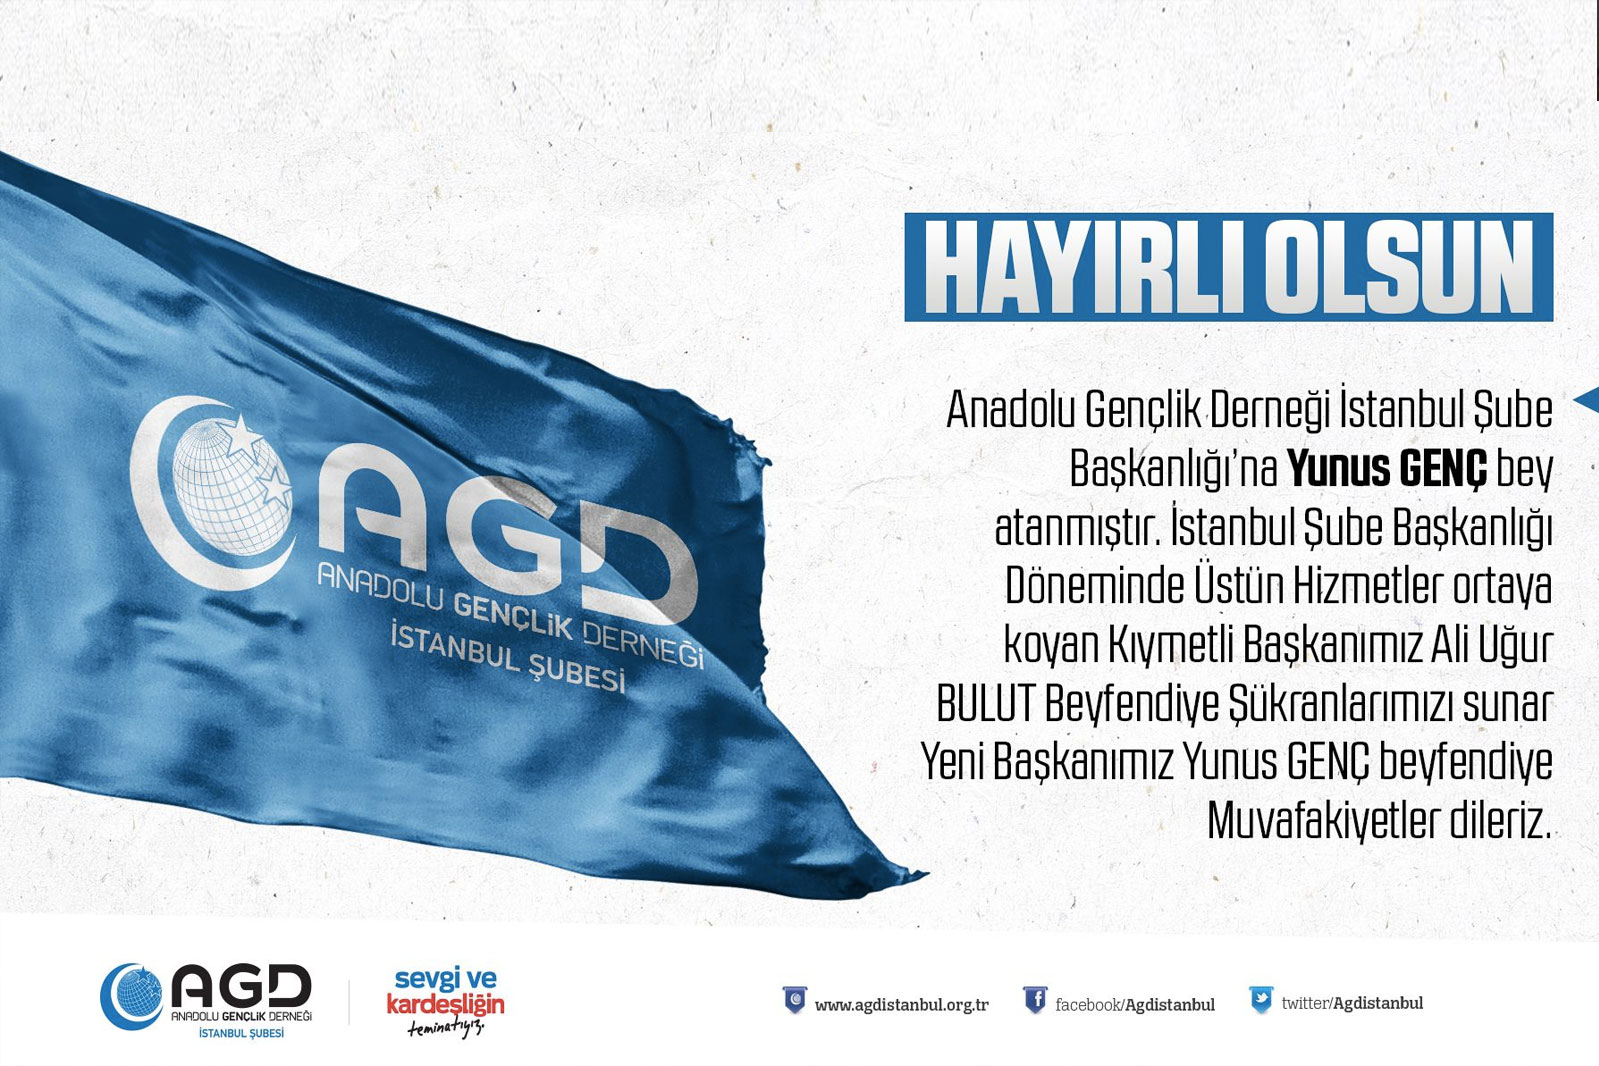 HAYIRLI OLSUN
Anadolu Gençlik Derneği İstanbul Şube
Başkanlığı'na Yunus GENÇ bey
atanmıştır. İstanbul Şube Başkanlığı
Döneminde Üstün Hizmetler ortaya
koyan Kıymetli Başkanımız Ali Uğur
BULUT Beyfendiye Şükranlarımızı sunar
Yeni Başkanımız Yunus GENÇ beyfendiye
Muvafakiyetler dileriz.
AGD
ANADOLU GENÇLİK DERNEĞİ
İSTANBUL ŞUBESİ
AGD
ANADOLU GENÇLİK DERNEĞİ
İSTANBUL ŞUBESİ
sevgi ve
kardeşliğin
teminatıyız.
www.agdistanbul.org.tr
facebook/Agdistanbul
twitter/Agdistanbul